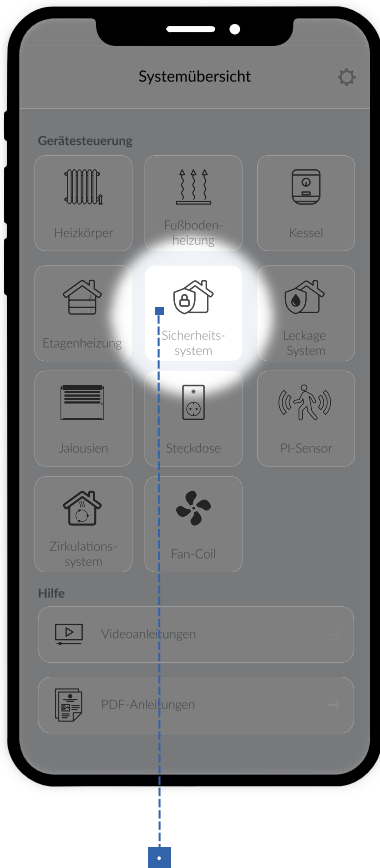 Systemübersicht
Gerätesteuerung
Heizkörper
Fußboden-
heizung
Kessel
Etagenheizung
Sicherheits-
system
Leckage
System
Jalousien
Steckdose
PI-Sensor
Zirkulations-
system
Fan-Coil
Hilfe
Videoanleitungen
PDF-Anleitungen